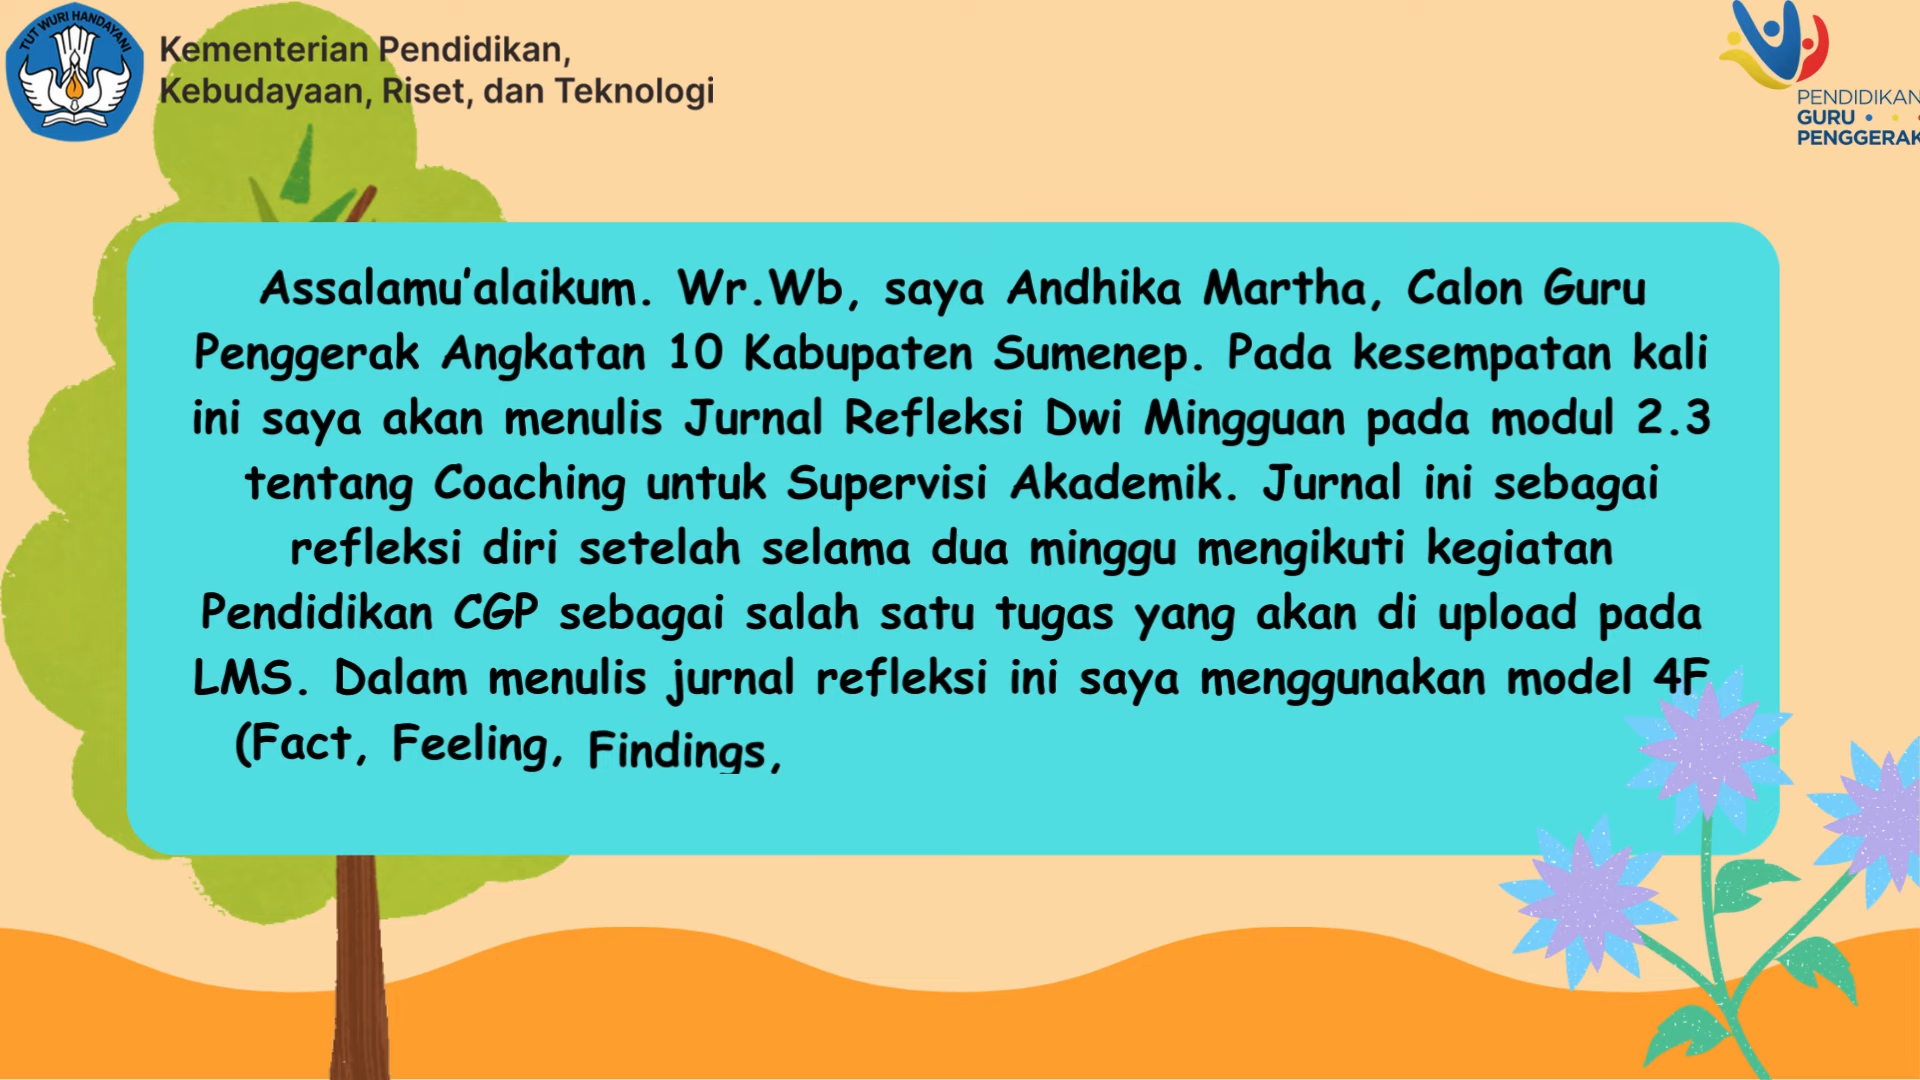 TUT WURI HANDAYANI
Kementerian Pendidikan,
Kebudayaan, Riset, dan Teknologi
PENDIDIKAN
GURU
PENGGERAK
Assalamu’alaikum. Wr.Wb, saya Andhika Martha, Calon Guru
Penggerak Angkatan 10 Kabupaten Sumenep. Pada kesempatan kali
ini saya akan menulis Jurnal Refleksi Dwi Mingguan pada modul 2.3
tentang Coaching untuk Supervisi Akademik. Jurnal ini sebagai
refleksi diri setelah selama dua minggu mengikuti kegiatan
Pendidikan CGP sebagai salah satu tugas yang akan di upload pada
LMS. Dalam menulis jurnal refleksi ini saya menggunakan model 4F
(Fact, Feeling, Findings,